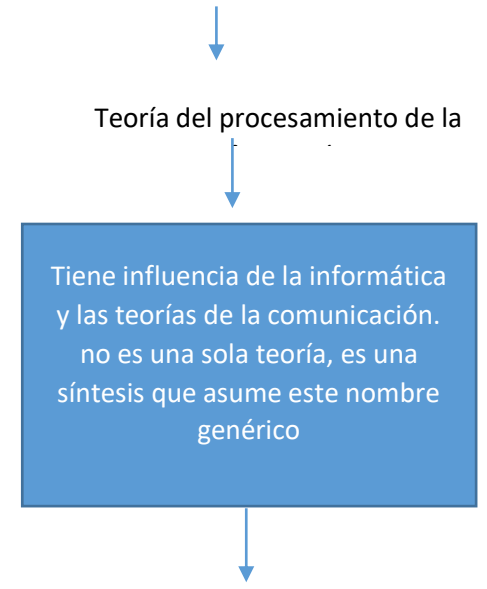 Teoría del procesamiento de la
Tiene influencia de la informática
y las teorías de la comunicación.
no es una sola teoría, es una
síntesis que asume este nombre
genérico